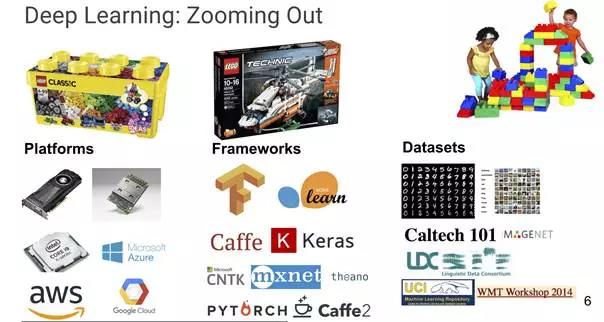 Deep Learning: Zooming Out
LEGO CLASSIC
LEGO TECHNIC
10-16
Platforms
Frameworks
Datasets
learn
Caffe
K Keras
Microsoft
CNTK
mxnet
theano
PYTORCH
Caffe2
intel
CORE i9
Microsoft
Azure
aws
Google Cloud
Caltech 101
IMAGENET
LDC
Linguistic Data Consortium
UCI
Machine Learning Repository
WMT Workshop 2014
6